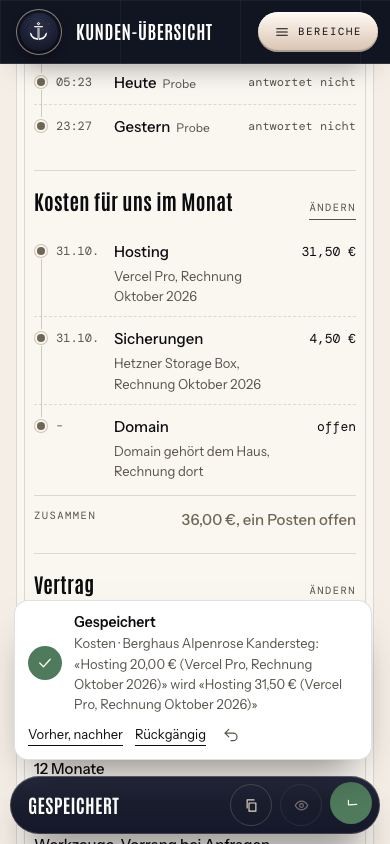 KUNDEN-ÜBERSICHT
BEREICHE
05:23 Heute Probe antwortet nicht
23:27 Gestern Probe antwortet nicht
Kosten für uns im Monat ÄNDERN
31.10. Hosting 31,50 €
Vercel Pro, Rechnung
Oktober 2026
31.10. Sicherungen 4,50 €
Hetzner Storage Box,
Rechnung Oktober 2026
– Domain offen
Domain gehört dem Haus,
Rechnung dort
ZUSAMMEN 36,00 €, ein Posten offen
Vertrag ÄNDERN
Gespeichert
Kosten · Berghaus Alpenrose Kandersteg:
«Hosting 20,00 € (Vercel Pro, Rechnung
Oktober 2026)» wird «Hosting 31,50 € (Vercel
Pro, Rechnung Oktober 2026)»
Vorher, nachher Rückgängig
12 Monate
GESPEICHERT
Werkzeuge, Vorrang bei Anfragen